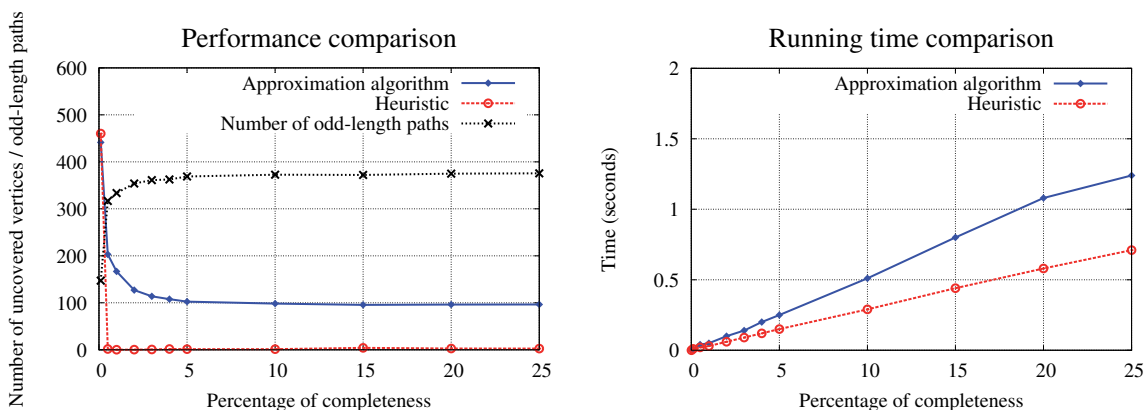 Performance comparison
Number of uncovered vertices / odd-length paths
600
500
400
300
200
100
0
Approximation algorithm
Heuristic
Number of odd-length paths
0 5 10 15 20 25
Percentage of completeness
Running time comparison
Time (seconds)
2
1.5
1
0.5
0
Approximation algorithm
Heuristic
0 5 10 15 20 25
Percentage of completeness